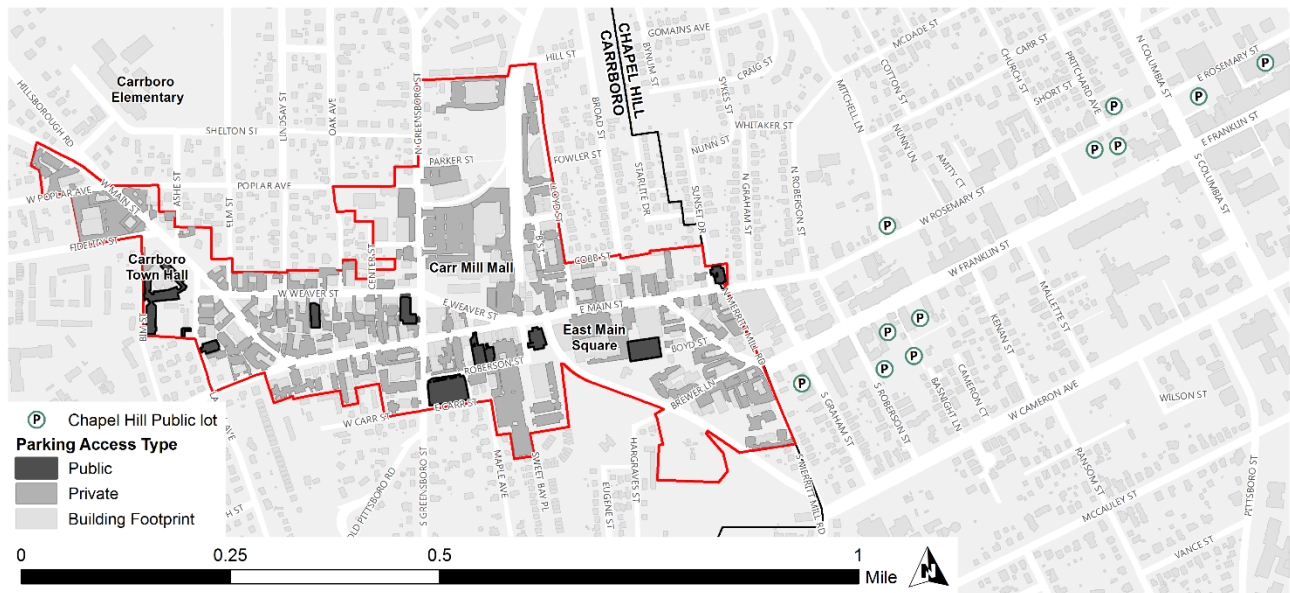 GOMAINS AVE
MCDADE ST
CHAPEL HILL
CARRBORO
BYNUM ST
N COLUMBIA ST
HILL ST
CARR ST
PRITCHARD AVE
E ROSEMARY ST
P
CHURCH ST
CRAIG ST
SYKES ST
COTTON ST
SHORT ST
P
P
Carrboro
Elementary
HILLSBOROUGH RD
LINDSAY ST
OAK AVE
N GREENSBORO ST
BROAD ST
MITCHELL LN
SHELTON ST
WHITAKER ST
NUNN LN
P
P
E FRANKLIN ST
NUNN ST
AMITY CT
PARKER ST
FOWLER ST
STARLITE DR
SUNSET DR
N GRAHAM ST
N ROBERSON ST
S COLUMBIA ST
W POPLAR AVE
W MAIN ST
ASHE ST
POPLAR AVE
ELM ST
LLOYD ST
W ROSEMARY ST
P
FIDELITY ST
CENTER ST
COBB ST
W FRANKLIN ST
Carrboro
Town Hall
Carr Mill Mall
W WEAVER ST
E WEAVER ST
E MAIN ST
MALLETTE ST
BIM ST
East Main
Square
BOYD ST
ROBERSON ST
W MERRITT MILL RD
KENAN ST
P
P
P
P
P
BREWER LN
E CARR ST
W CARR ST
S GRAHAM ST
S ROBERSON ST
BASNIGHT LN
CAMERON CT
W CAMERON AVE
WILSON ST
P Chapel Hill Public lot
Parking Access Type
Public
Private
Building Footprint
OLD PITTSBORO RD
S GREENSBORO ST
MAPLE AVE
SWEET BAY PL
EUGENE ST
HARGRAVES ST
S MERRITT MILL RD
RANSOM ST
MCCAULEY ST
VANCE ST
PITTSBORO ST
0
0.25
0.5
1
Mile
N